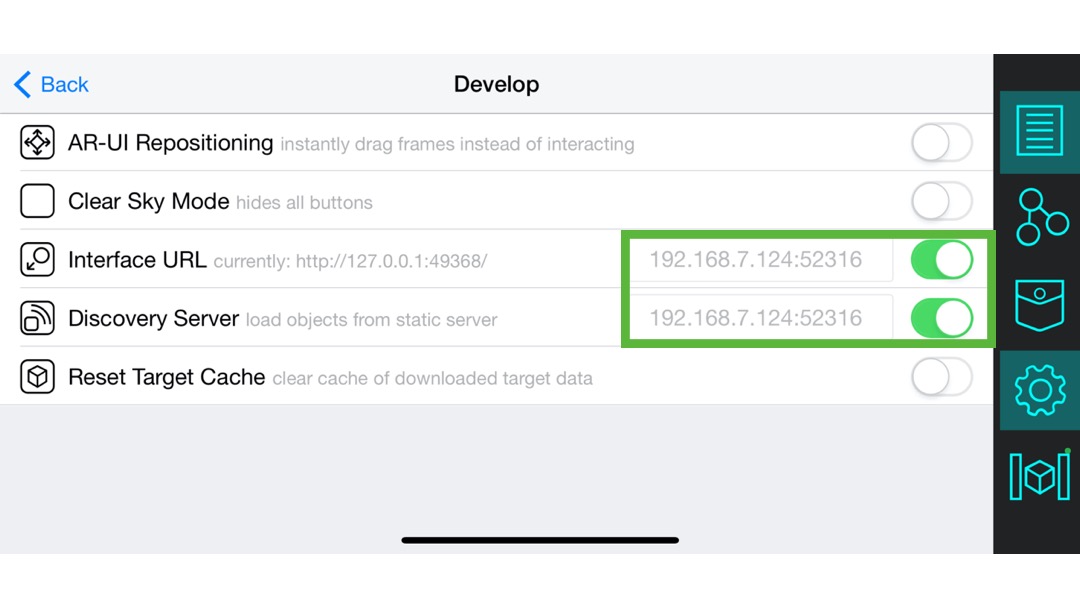 Back
Develop
AR-UI Repositioning instantly drag frames instead of interacting
Clear Sky Mode hides all buttons
Interface URL currently: http://127.0.0.1:49368/ 192.168.7.124:52316
Discovery Server load objects from static server 192.168.7.124:52316
Reset Target Cache clear cache of downloaded target data